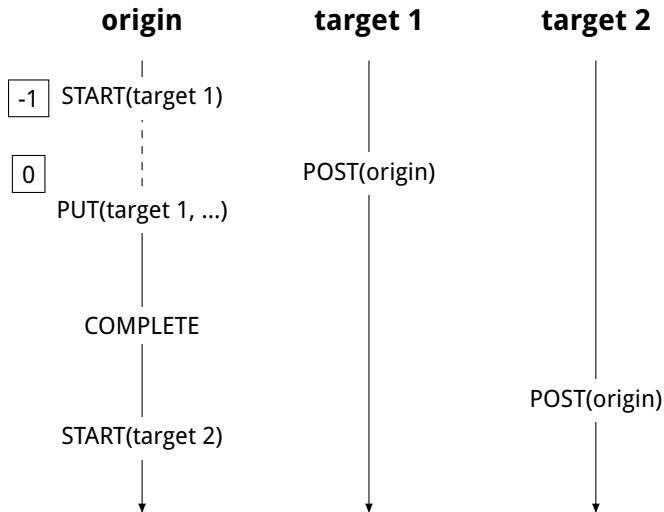 origin target 1 target 2
-1 START(target 1)
0 POST(origin)
PUT(target 1, ...)
COMPLETE
POST(origin)
START(target 2)